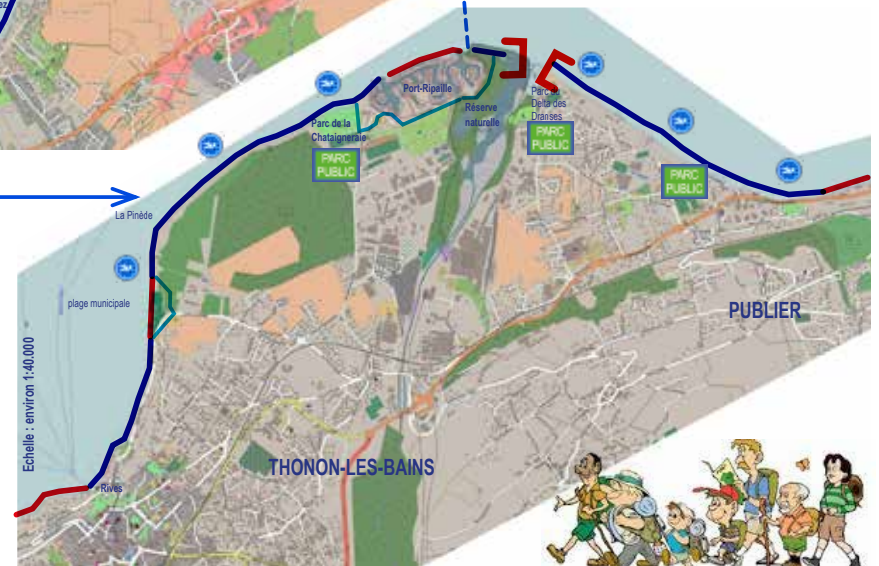 Port-Ripaille
Parc de la
Chataigneraie
PARC
PUBLIC
Réserve
naturelle
Parc du
Delta des
Dranses
PARC
PUBLIC
PARC
PUBLIC
La Pinède
plage municipale
PUBLIER
Echelle : environ 1:40.000
THONON-LES-BAINS
Rives